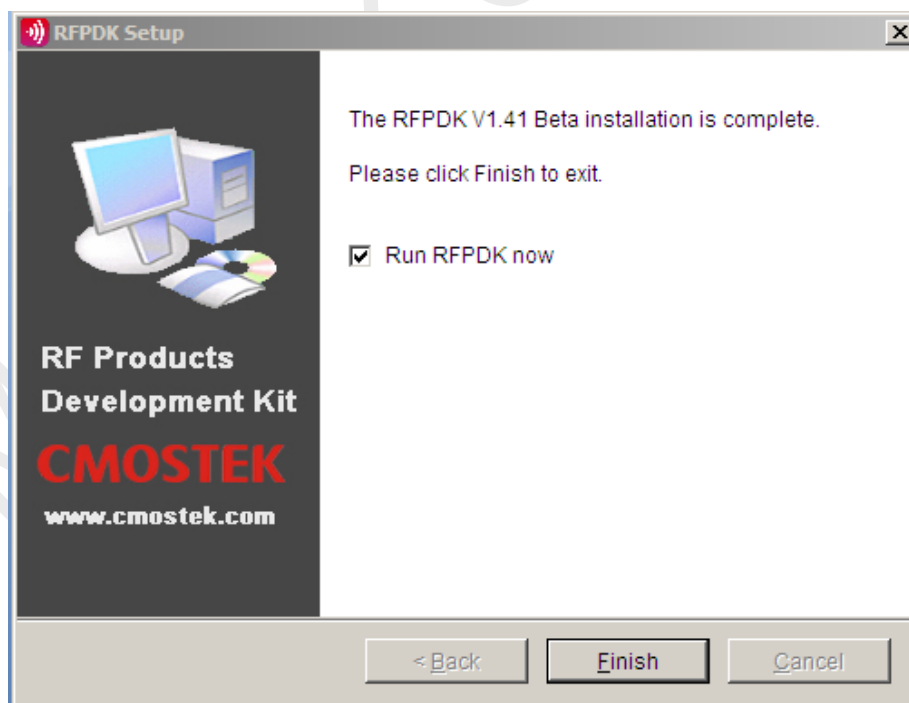 RFPDK Setup
The RFPDK V1.41 Beta installation is complete.
Please click Finish to exit.
Run RFPDK now
RF Products
Development Kit
CMOSTEK
www.cmostek.com
< Back
Finish
Cancel